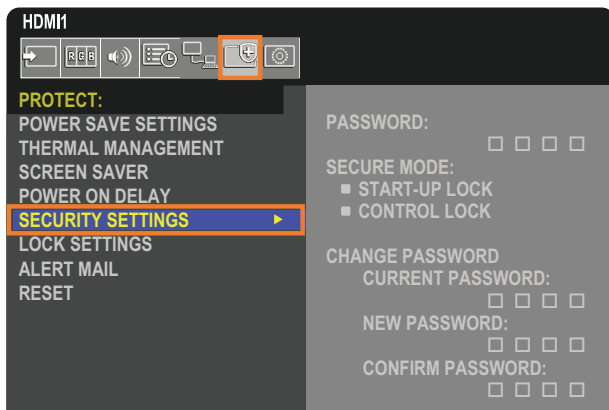 HDMI1
RGB
PROTECT:
POWER SAVE SETTINGS
THERMAL MANAGEMENT
SCREEN SAVER
POWER ON DELAY
SECURITY SETTINGS
LOCK SETTINGS
ALERT MAIL
RESET
PASSWORD:
SECURE MODE:
START-UP LOCK
CONTROL LOCK
CHANGE PASSWORD
CURRENT PASSWORD:
NEW PASSWORD:
CONFIRM PASSWORD: